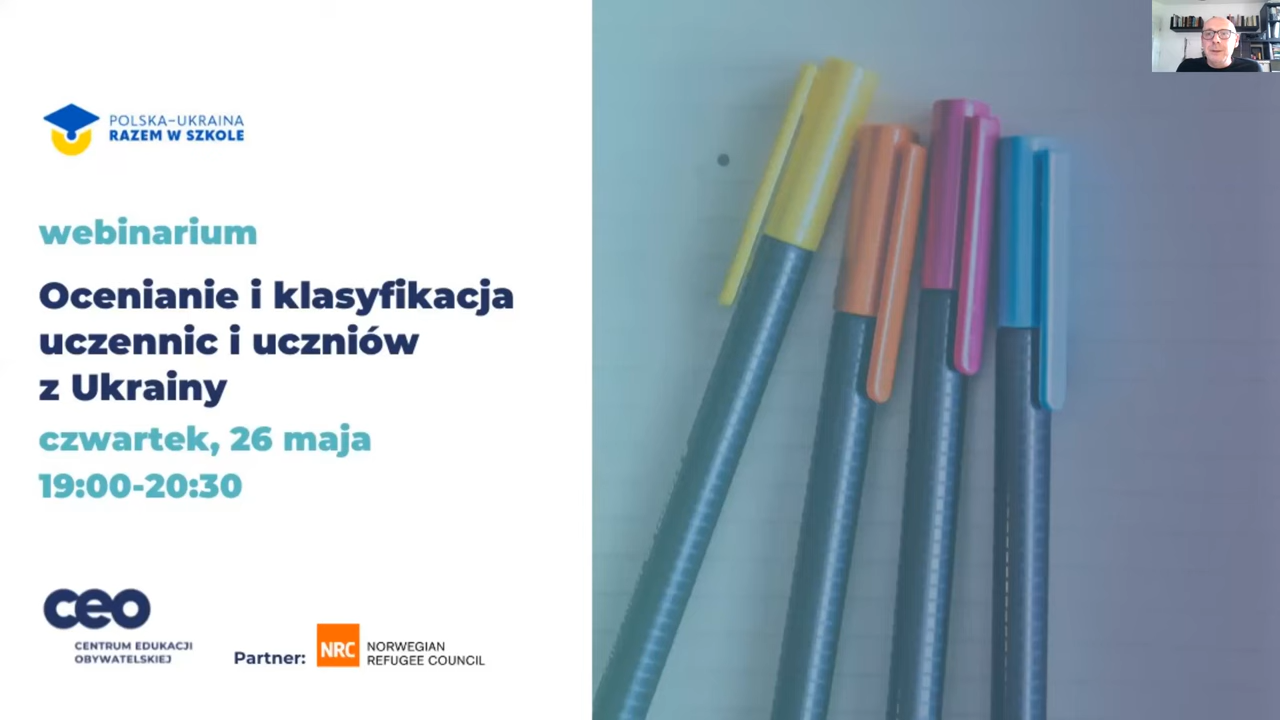 POLSKA-UKRAINA
RAZEM W SZKOLE
webinarium
Ocenianie i klasyfikacja
uczennic i uczniów
z Ukrainy
czwartek, 26 maja
19:00-20:30
ceo
CENTRUM EDUKACJI
OBYWATELSKIEJ
Partner:
NRC
NORWEGIAN
REFUGEE COUNCIL